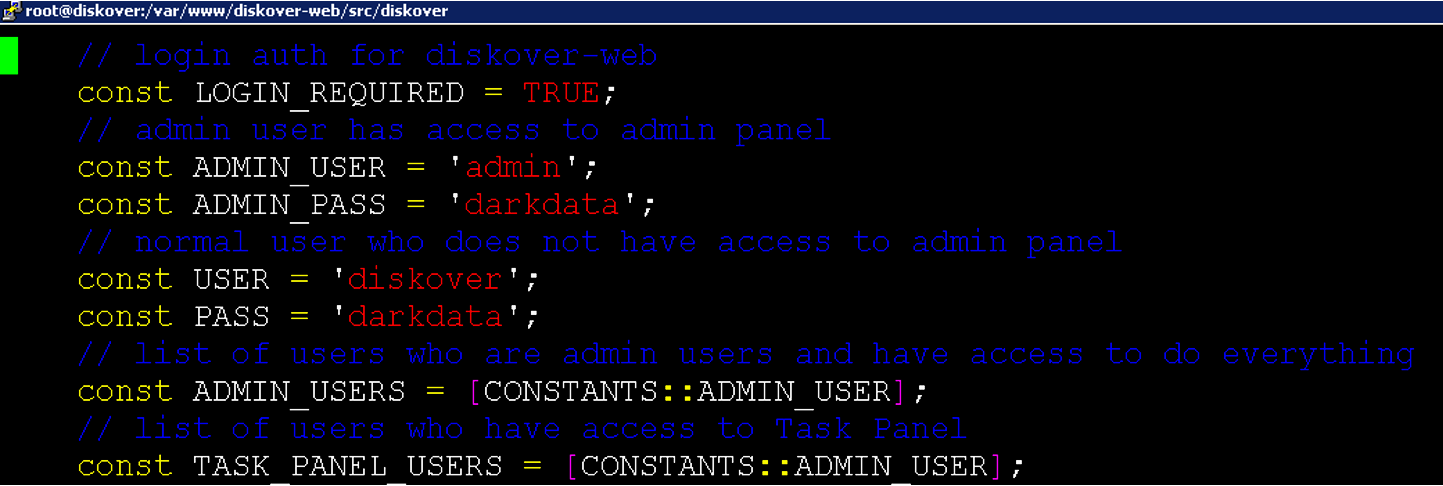 root@diskover:/var/www/diskover-web/src/diskover
// login auth for diskover-web
const LOGIN_REQUIRED = TRUE;
// admin user has access to admin panel
const ADMIN_USER = 'admin';
const ADMIN_PASS = 'darkdata';
// normal user who does not have access to admin panel
const USER = 'diskover';
const PASS = 'darkdata';
// list of users who are admin users and have access to do everything
const ADMIN_USERS = [CONSTANTS::ADMIN_USER];
// list of users who have access to Task Panel
const TASK_PANEL_USERS = [CONSTANTS::ADMIN_USER];